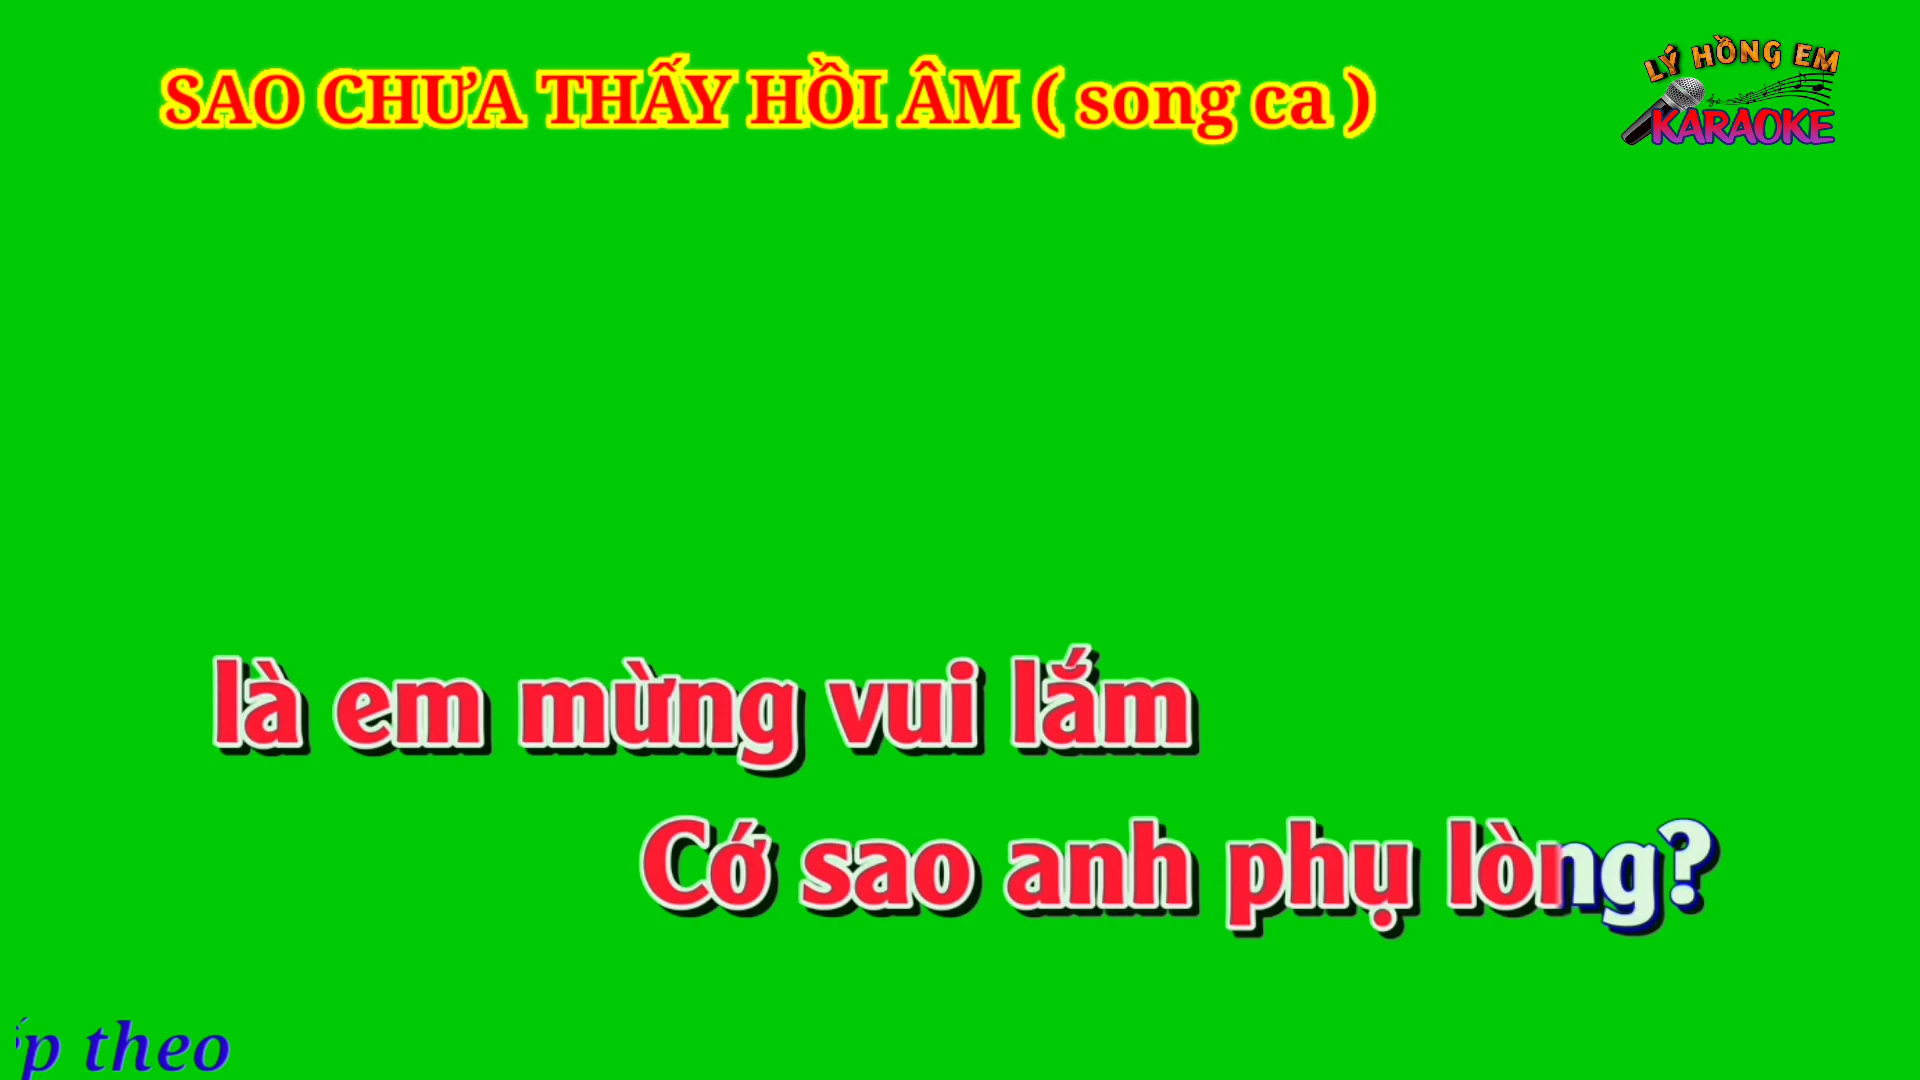 SAO CHƯA THẤY HỒI ÂM ( song ca )
LÝ HỒNG EM
KARAOKE
là em mừng vui lắm
Cớ sao anh phụ lòng?
theo